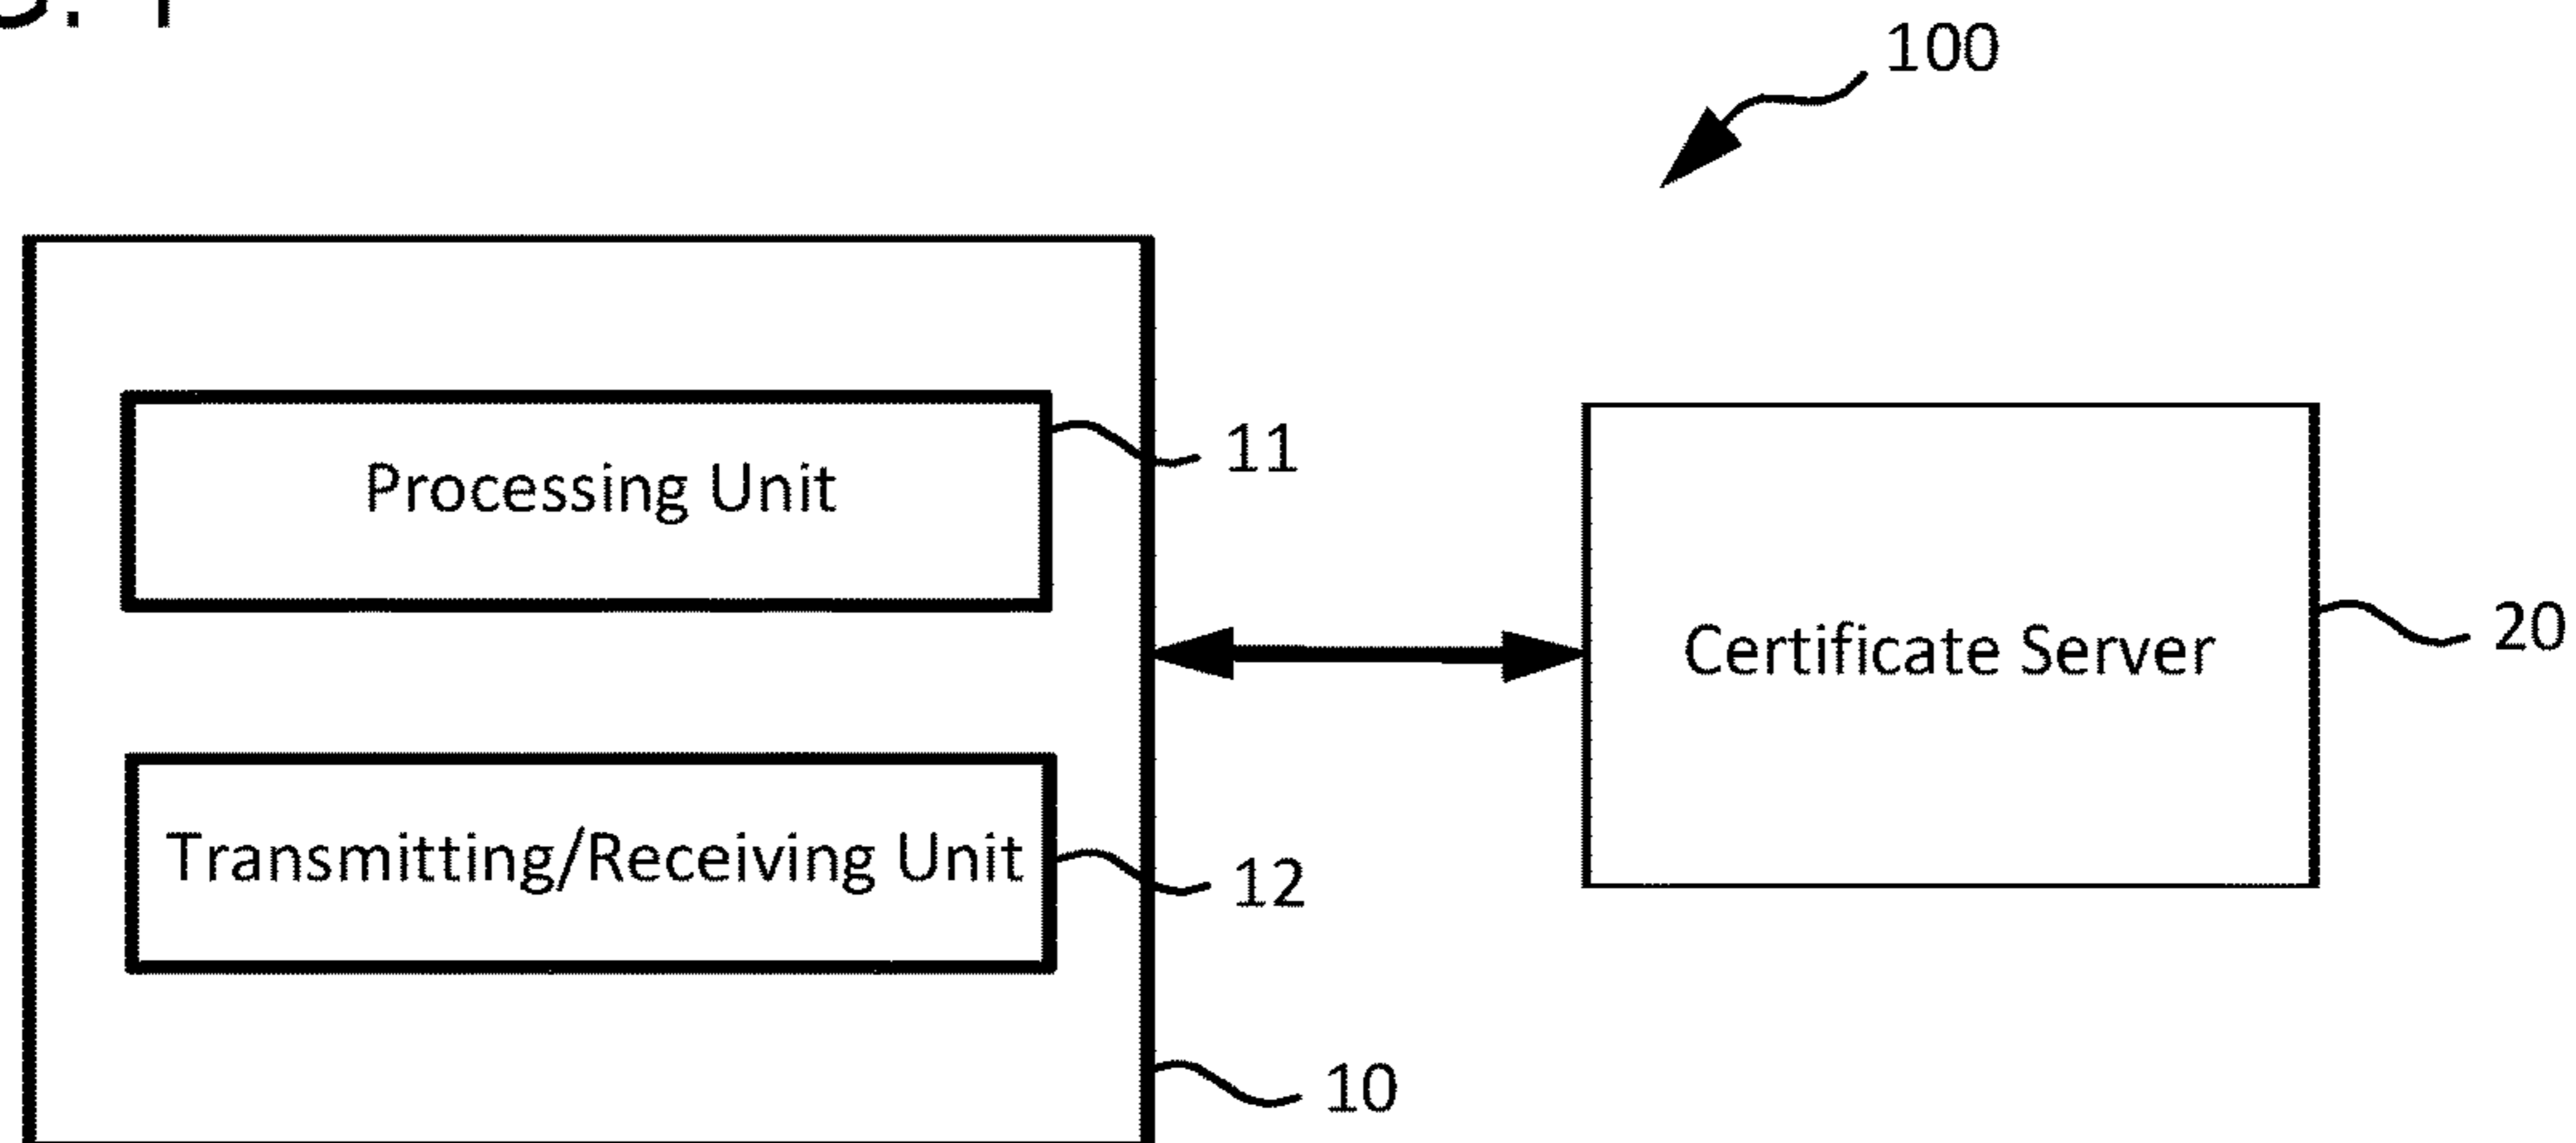 100
11
Processing Unit
20
Certificate Server
Transmitting/Receiving Unit
12
10